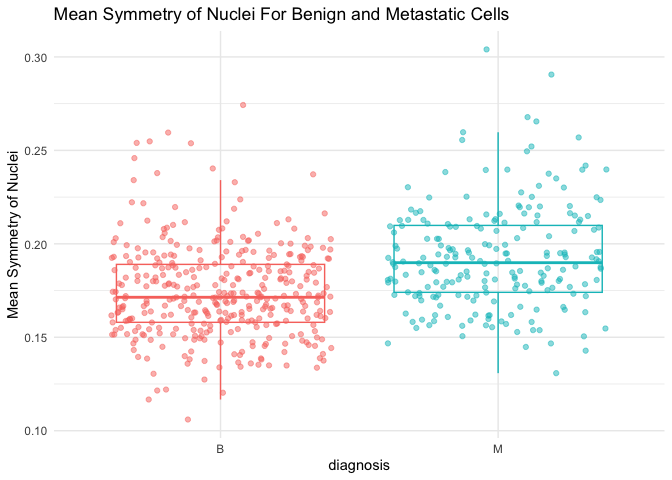 Mean Symmetry of Nuclei For Benign and Metastatic Cells
0.30
0.25
0.20
0.15
0.10
Mean Symmetry of Nuclei
B
M
diagnosis